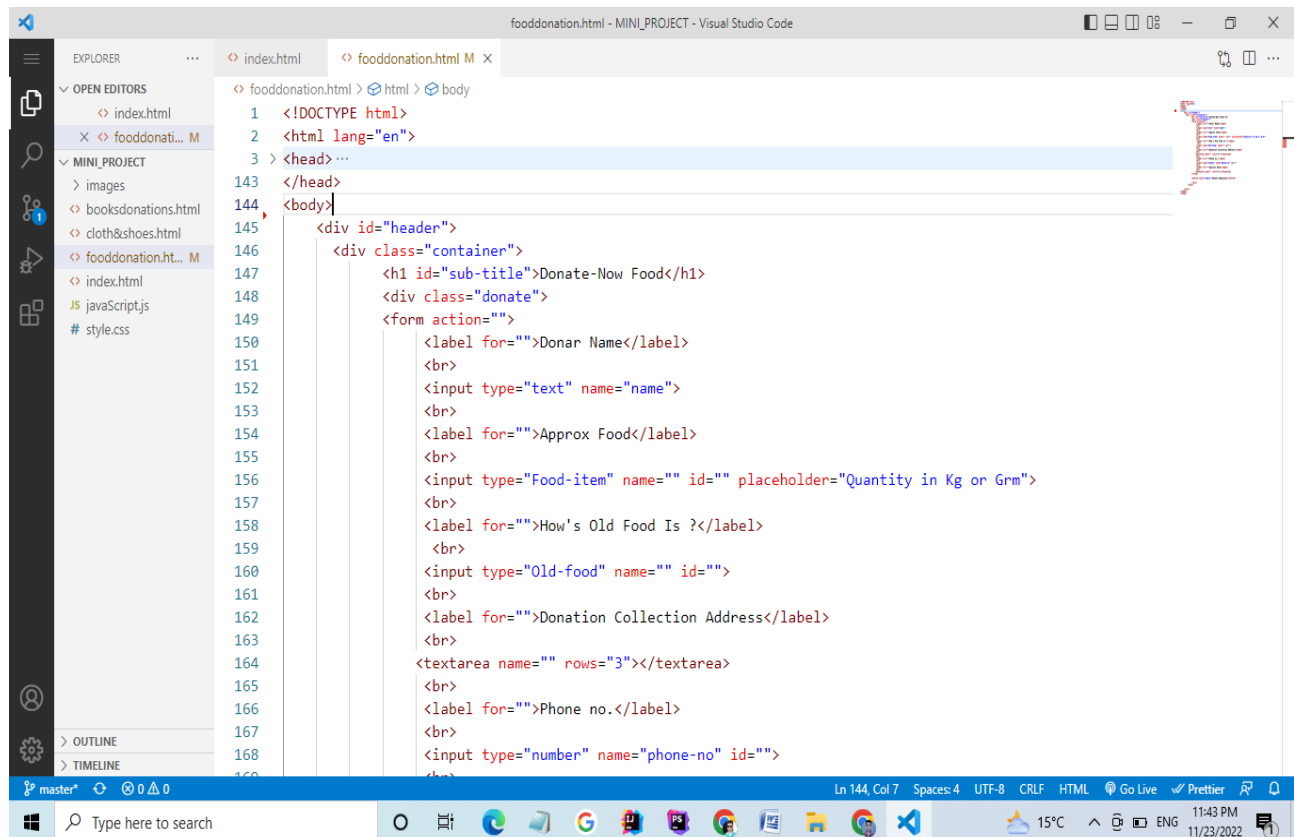 fooddonation.html - MINI_PROJECT - Visual Studio Code
EXPLORER
index.html
fooddonation.html M
OPEN EDITORS
index.html
fooddonati... M
MINI_PROJECT
images
booksdonations.html
cloth&shoes.html
fooddonation.ht... M
index.html
JS javaScript.js
# style.css
OUTLINE
TIMELINE
1
fooddonation.html > html > body
1 <!DOCTYPE html>
2 <html lang="en">
3 > <head> ...
143 </head>
144 <body>
145 <div id="header">
146 <div class="container">
147 <h1 id="sub-title">Donate-Now Food</h1>
148 <div class="donate">
149 <form action="">
150 <label for="">Donar Name</label>
151 <br>
152 <input type="text" name="name">
153 <br>
154 <label for="">Approx Food</label>
155 <br>
156 <input type="Food-item" name="" id="" placeholder="Quantity in Kg or Grm">
157 <br>
158 <label for="">How's Old Food Is ?</label>
159 <br>
160 <input type="Old-food" name="" id="">
161 <br>
162 <label for="">Donation Collection Address</label>
163 <br>
164 <textarea name="" rows="3"></textarea>
165 <br>
166 <label for="">Phone no.</label>
167 <br>
168 <input type="number" name="phone-no" id="">
master* 0 0 Ln 144, Col 7 Spaces: 4 UTF-8 CRLF HTML Go Live Prettier
Type here to search 15°C ENG 11:43 PM
11/23/2022